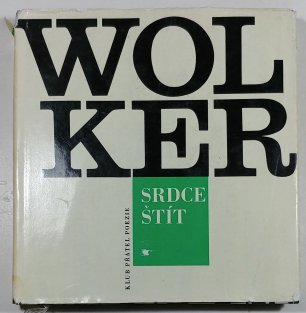 WOL
KER
SRDCE
ŠTÍT
KLUB PŘÁTEL POEZIE